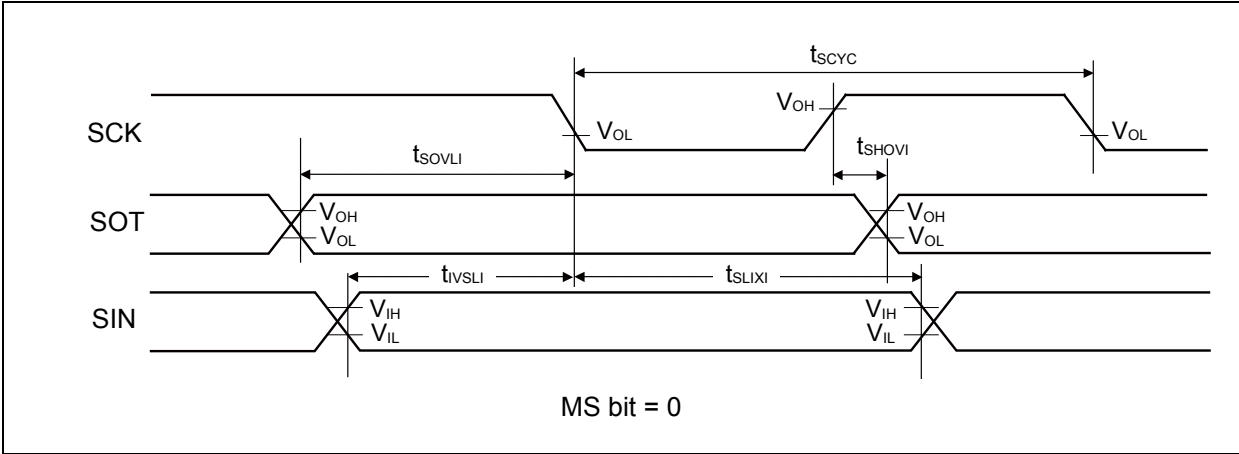 tSCYC
VOH
SCK
VOL
VOL
tSHOVI
tSOVLI
VOH
VOH
SOT
VOL
VOL
tIVSLI
tSLIXI
VIH
VIH
SIN
VIL
VIL
MS bit = 0